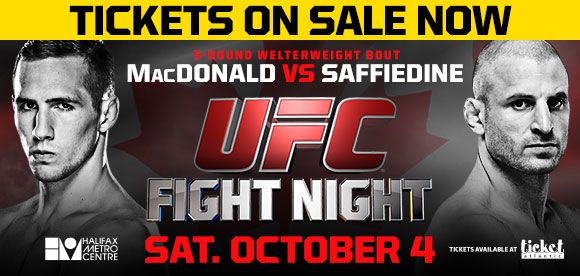 TICKETS ON SALE NOW
5-ROUND WELTERWEIGHT BOUT
MACDONALD VS SAFFIEDINE
UFC
FIGHT NIGHT
HALIFAX
METRO
CENTRE
SAT. OCTOBER 4
TICKETS AVAILABLE AT
ticket
atlantic